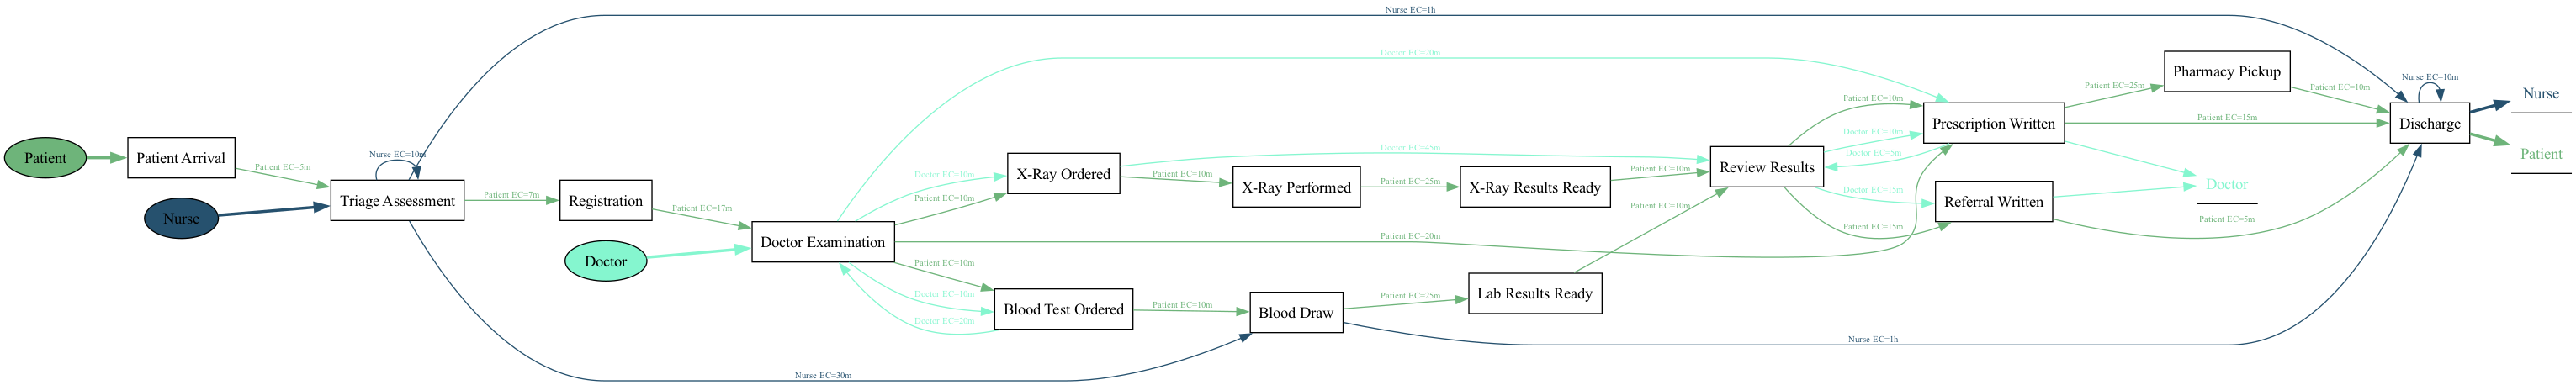 Nurse EC=1h
Doctor EC=20m
Pharmacy Pickup
Nurse EC=10m
Nurse
Patient EC=25m
Patient EC=10m
Patient EC=10m
Prescription Written
Patient EC=15m
Discharge
Doctor EC=10m
Patient
Patient Arrival
Patient EC=5m
Nurse EC=10m
Doctor EC=45m
Doctor EC=5m
Patient
X-Ray Ordered
Patient EC=10m
X-Ray Performed
Patient EC=25m
X-Ray Results Ready
Patient EC=10m
Review Results
Doctor EC=10m
Patient EC=10m
Doctor EC=15m
Doctor
Nurse
Triage Assessment
Patient EC=7m
Registration
Patient EC=17m
Referral Written
Patient EC=10m
Patient EC=15m
Patient EC=5m
Doctor Examination
Patient EC=20m
Doctor
Patient EC=10m
Doctor EC=10m
Doctor EC=20m
Blood Test Ordered
Patient EC=10m
Blood Draw
Patient EC=25m
Lab Results Ready
Nurse EC=1h
Nurse EC=30m